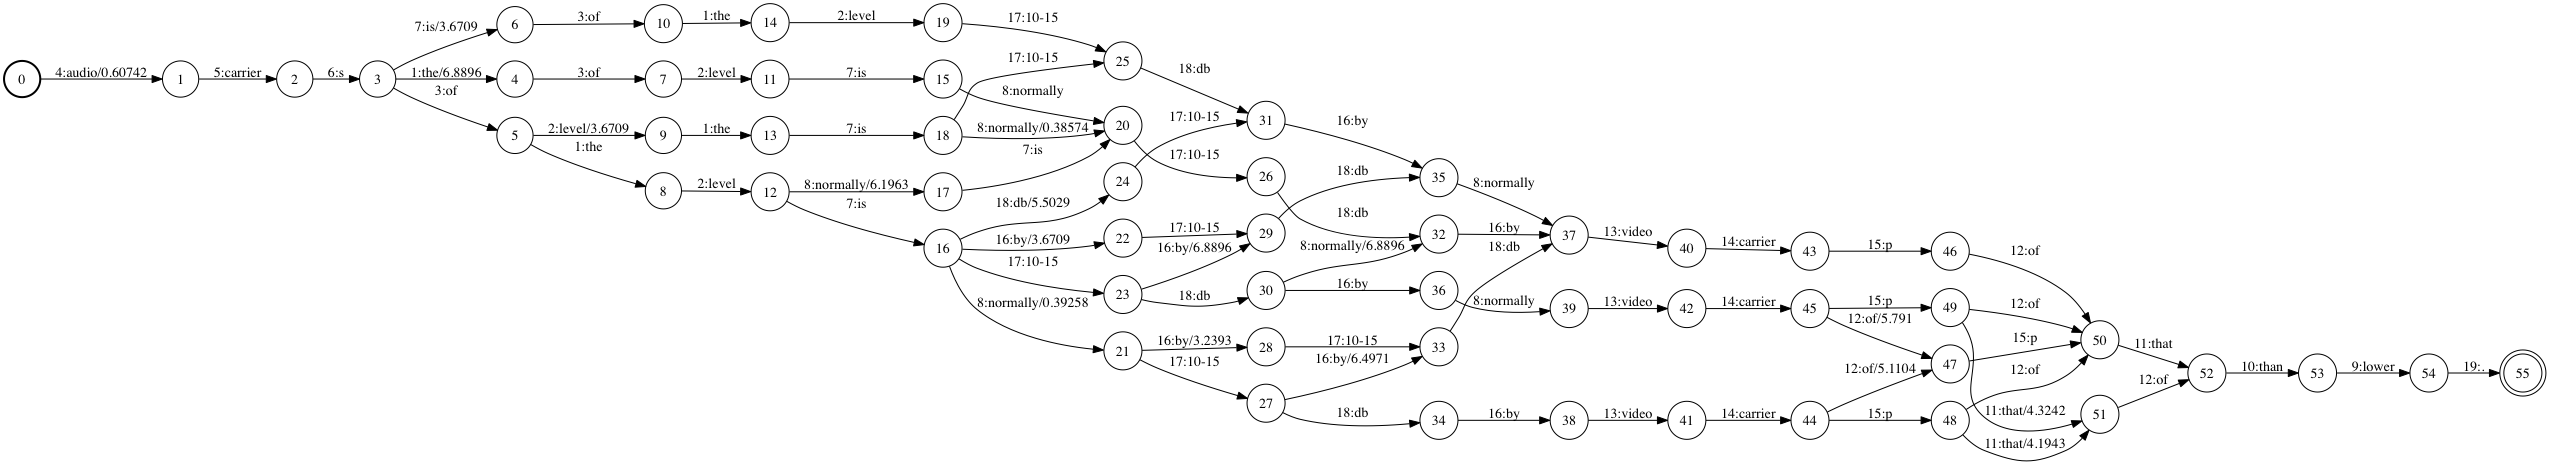 0
4:audio/0.60742
1
5:carrier
2
6:s
3
7:is/3.6709
6
3:of
10
1:the
14
2:level
19
17:10-15
1:the/6.8896
4
3:of
7
2:level
11
7:is
15
8:normally
3:of
5
2:level/3.6709
9
1:the
13
7:is
18
17:10-15
8:normally/0.38574
1:the
8
2:level
12
8:normally/6.1963
17
7:is
7:is
16
18:db/5.5029
24
17:10-15
16:by/3.6709
22
17:10-15
17:10-15
23
16:by/6.8896
18:db
8:normally/0.39258
21
16:by/3.2393
28
17:10-15
17:10-15
27
16:by/6.4971
18:db
25
18:db
20
17:10-15
31
16:by
26
18:db
29
18:db
30
8:normally/6.8896
16:by
35
8:normally
32
16:by
36
8:normally
33
18:db
34
16:by
37
13:video
40
14:carrier
43
15:p
46
12:of
39
13:video
42
14:carrier
45
15:p
49
12:of
12:of/5.791
11:that/4.3242
38
13:video
41
14:carrier
44
12:of/5.1104
47
15:p
15:p
48
12:of
11:that/4.1943
50
11:that
51
12:of
52
10:than
53
9:lower
54
19:.
55